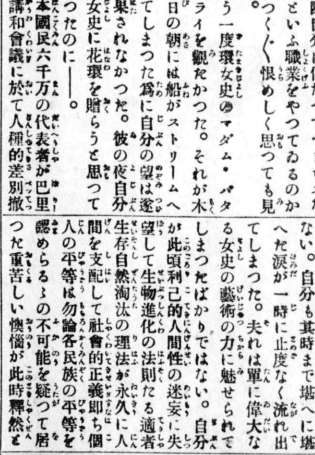 といふ職業をやつてゐるのか
つく〲恨めしく思つても見
。
う一度環女史のマダム・バタ
ライを觀たかつた。それが木
日の朝には船がストリームへ
てしまつた爲に自分の望は遂
果されなかつた。彼の夜自分
女史に花環を贈らうと思つて
つたのに――。
本國民六千万の代表者が巴里
講和會議に於て人種的差別撤
ない。自分も其時まで堪へに堪
へた涙が一時に止度なく流れ出
てしまつた。夫れは單に偉大な
る女史の藝術の力に魅せられて
しまつたばかりではない。自分
が此頃利己的人間性の迷妄に失
望して生物進化の法則たる適者
生存自然淘汰の理法が永久に人
間を支配して社會的正義即ち個
人の平等は勿論各民族の平等を
認めらるゝの不可能を疑つて居
つた重苦しい懊惱が此時釋然と